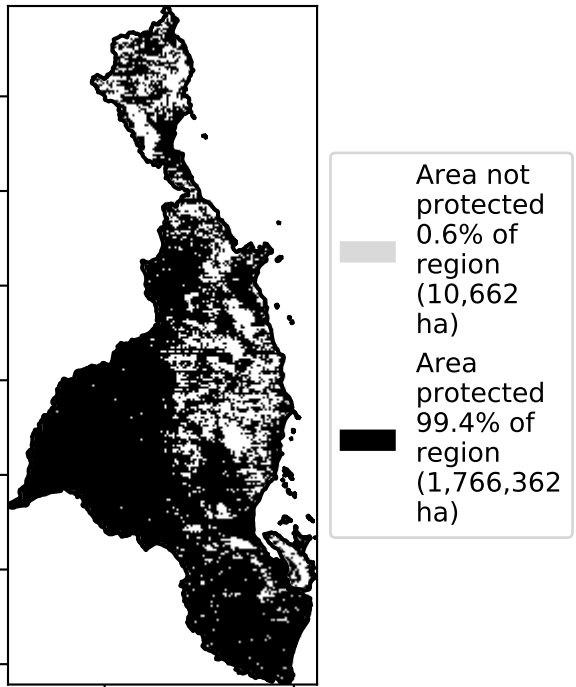 Area not
protected
0.6% of
region
(10,662
ha)
Area
protected
99.4% of
region
(1,766,362
ha)